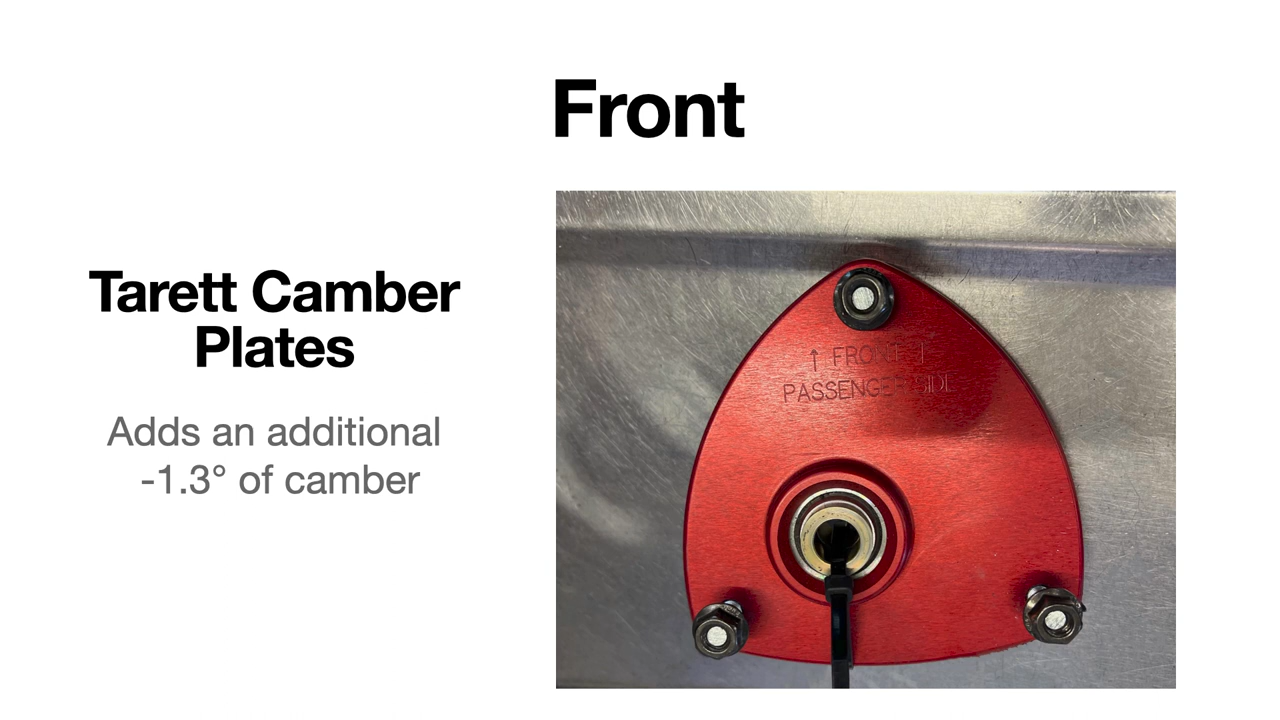 Front
Tarett Camber
Plates
Adds an additional
-1.3° of camber
↑ FRONT ↑
PASSENGER SIDE